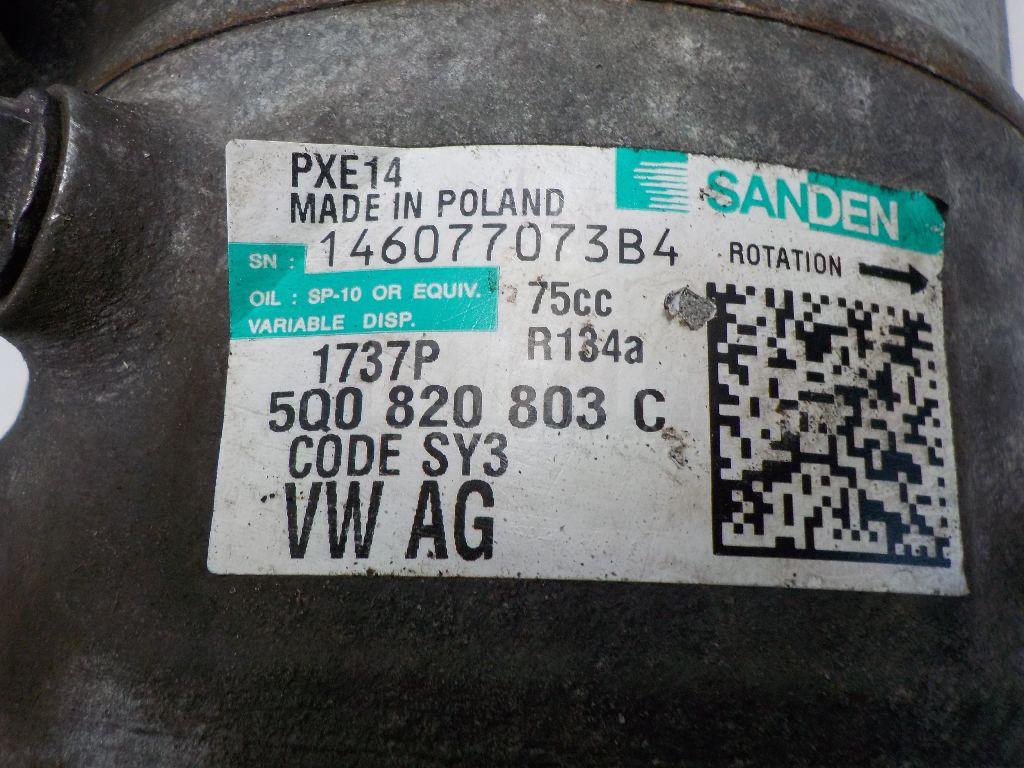 PXE14
SANDEN
MADE IN POLAND
SN : 146077073B4
ROTATION
OIL : SP-10 OR EQUIV. 75cc
VARIABLE DISP.
1737P R134a
5Q0 820 803 C
CODE SY3
VW AG